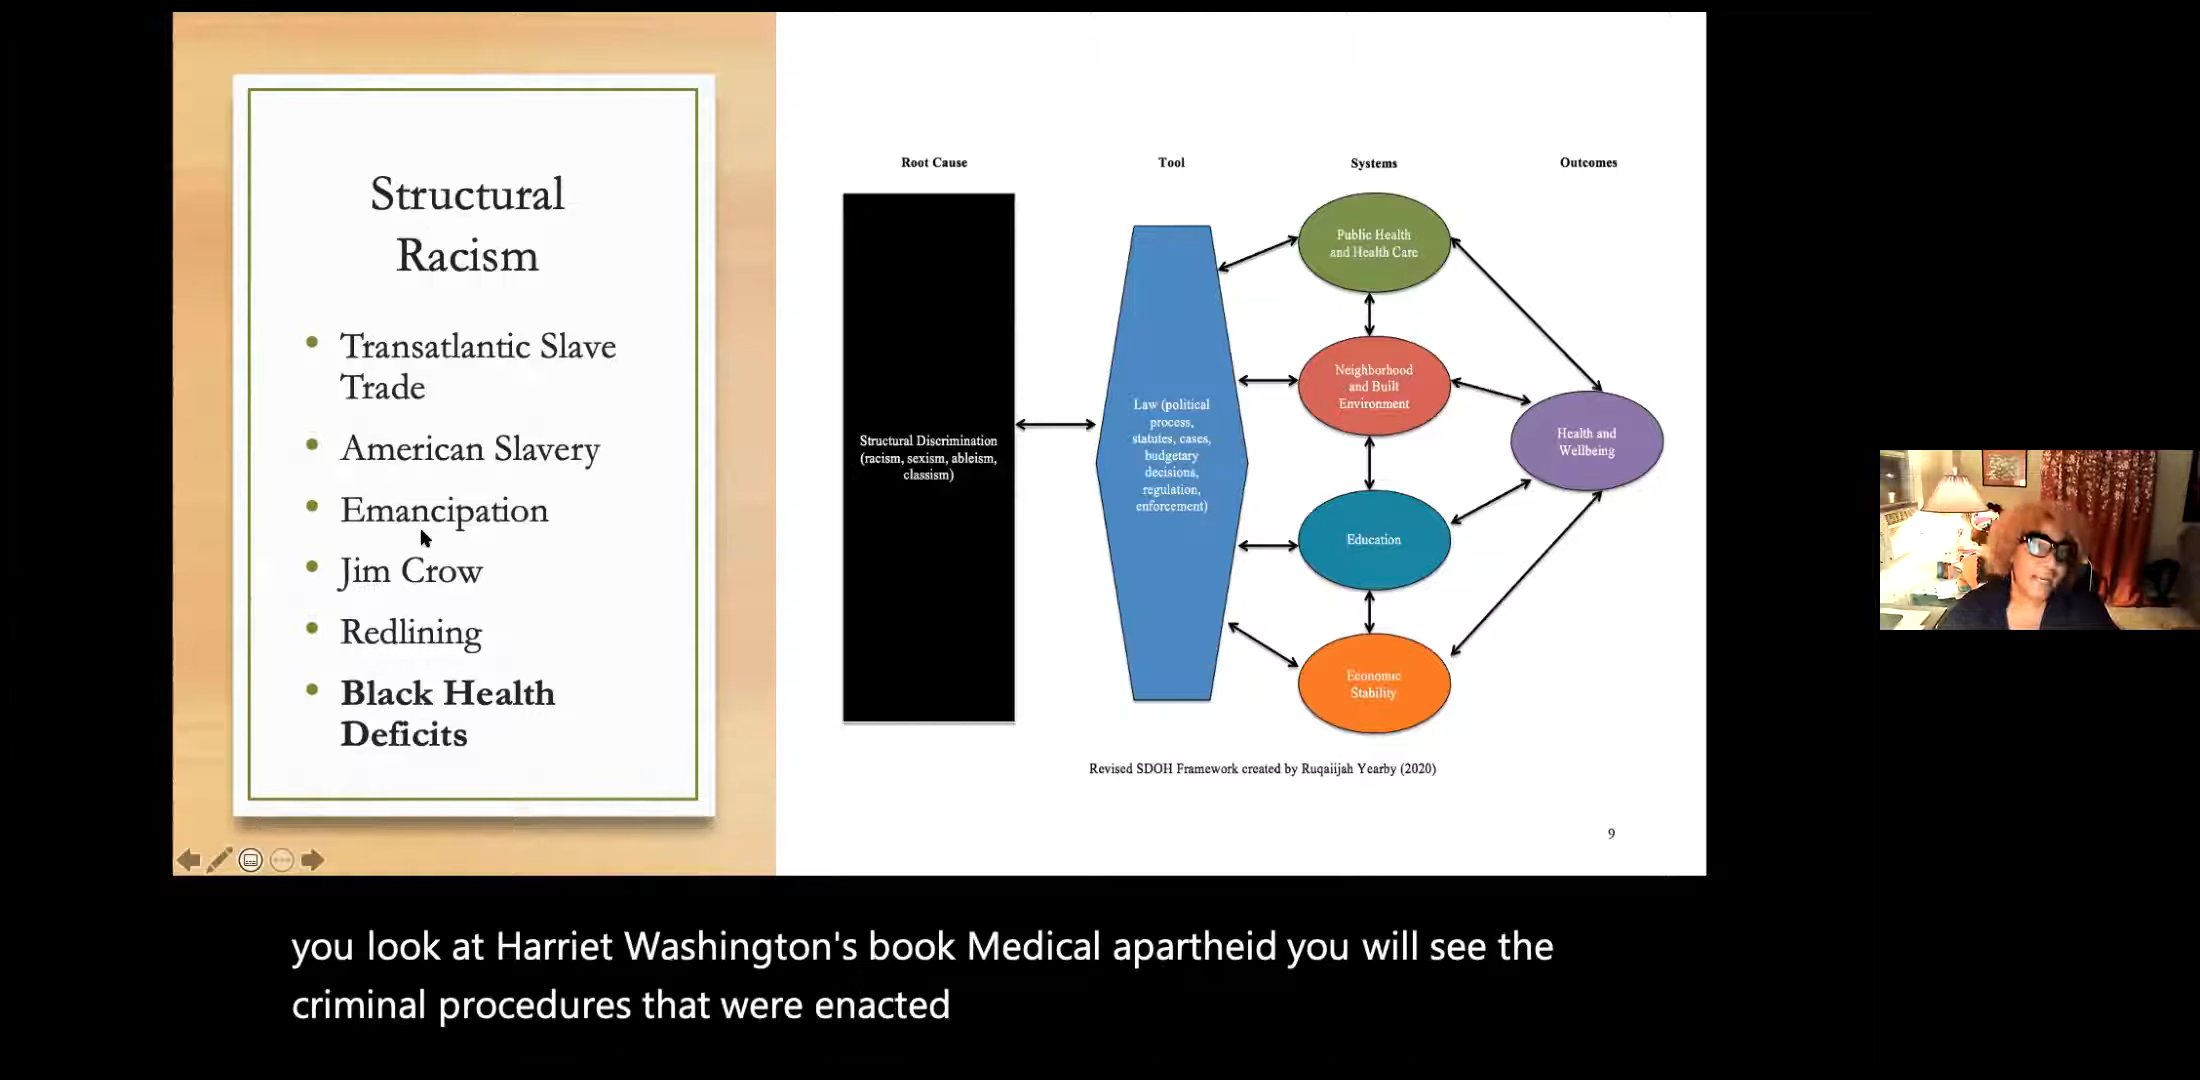 Structural
Racism
Transatlantic Slave
Trade
American Slavery
Emancipation
Jim Crow
Redlining
Black Health
Deficits
Root Cause
Tool
Systems
Outcomes
Structural Discrimination
(racism, sexism, ableism,
classism)
Law (political
process,
statutes, cases,
budgetary
decisions,
regulation,
enforcement)
Public Health
and Health Care
Neighborhood
and Built
Environment
Education
Economic
Stability
Health and
Wellbeing
Revised SDOH Framework created by Ruqaiijah Yearby (2020)
9
you look at Harriet Washington's book Medical apartheid you will see the
criminal procedures that were enacted